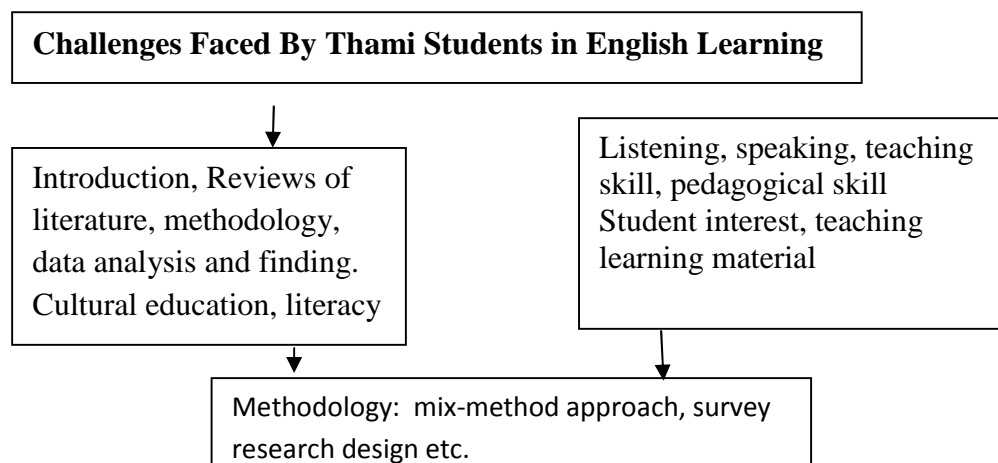 Challenges Faced By Thami Students in English Learning
Introduction, Reviews of
literature, methodology,
data analysis and finding.
Cultural education, literacy
Listening, speaking, teaching
skill, pedagogical skill
Student interest, teaching
learning material
Methodology:  mix-method approach, survey
research design etc.